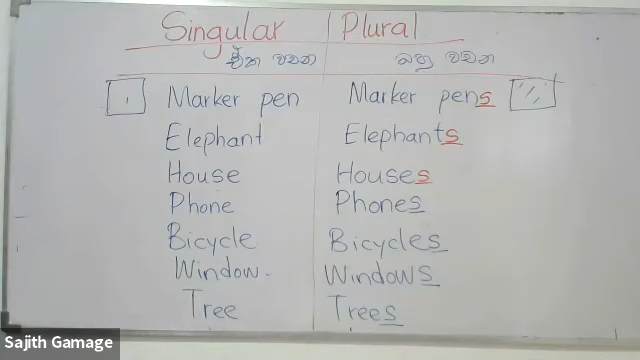 Singular | Plural
ඒක වචන බහු වචන
Marker pen Marker pens
Elephant Elephants
House Houses
Phone Phones
Bicycle Bicycles
Window. Windows
Tree Trees
Sajith Gamage